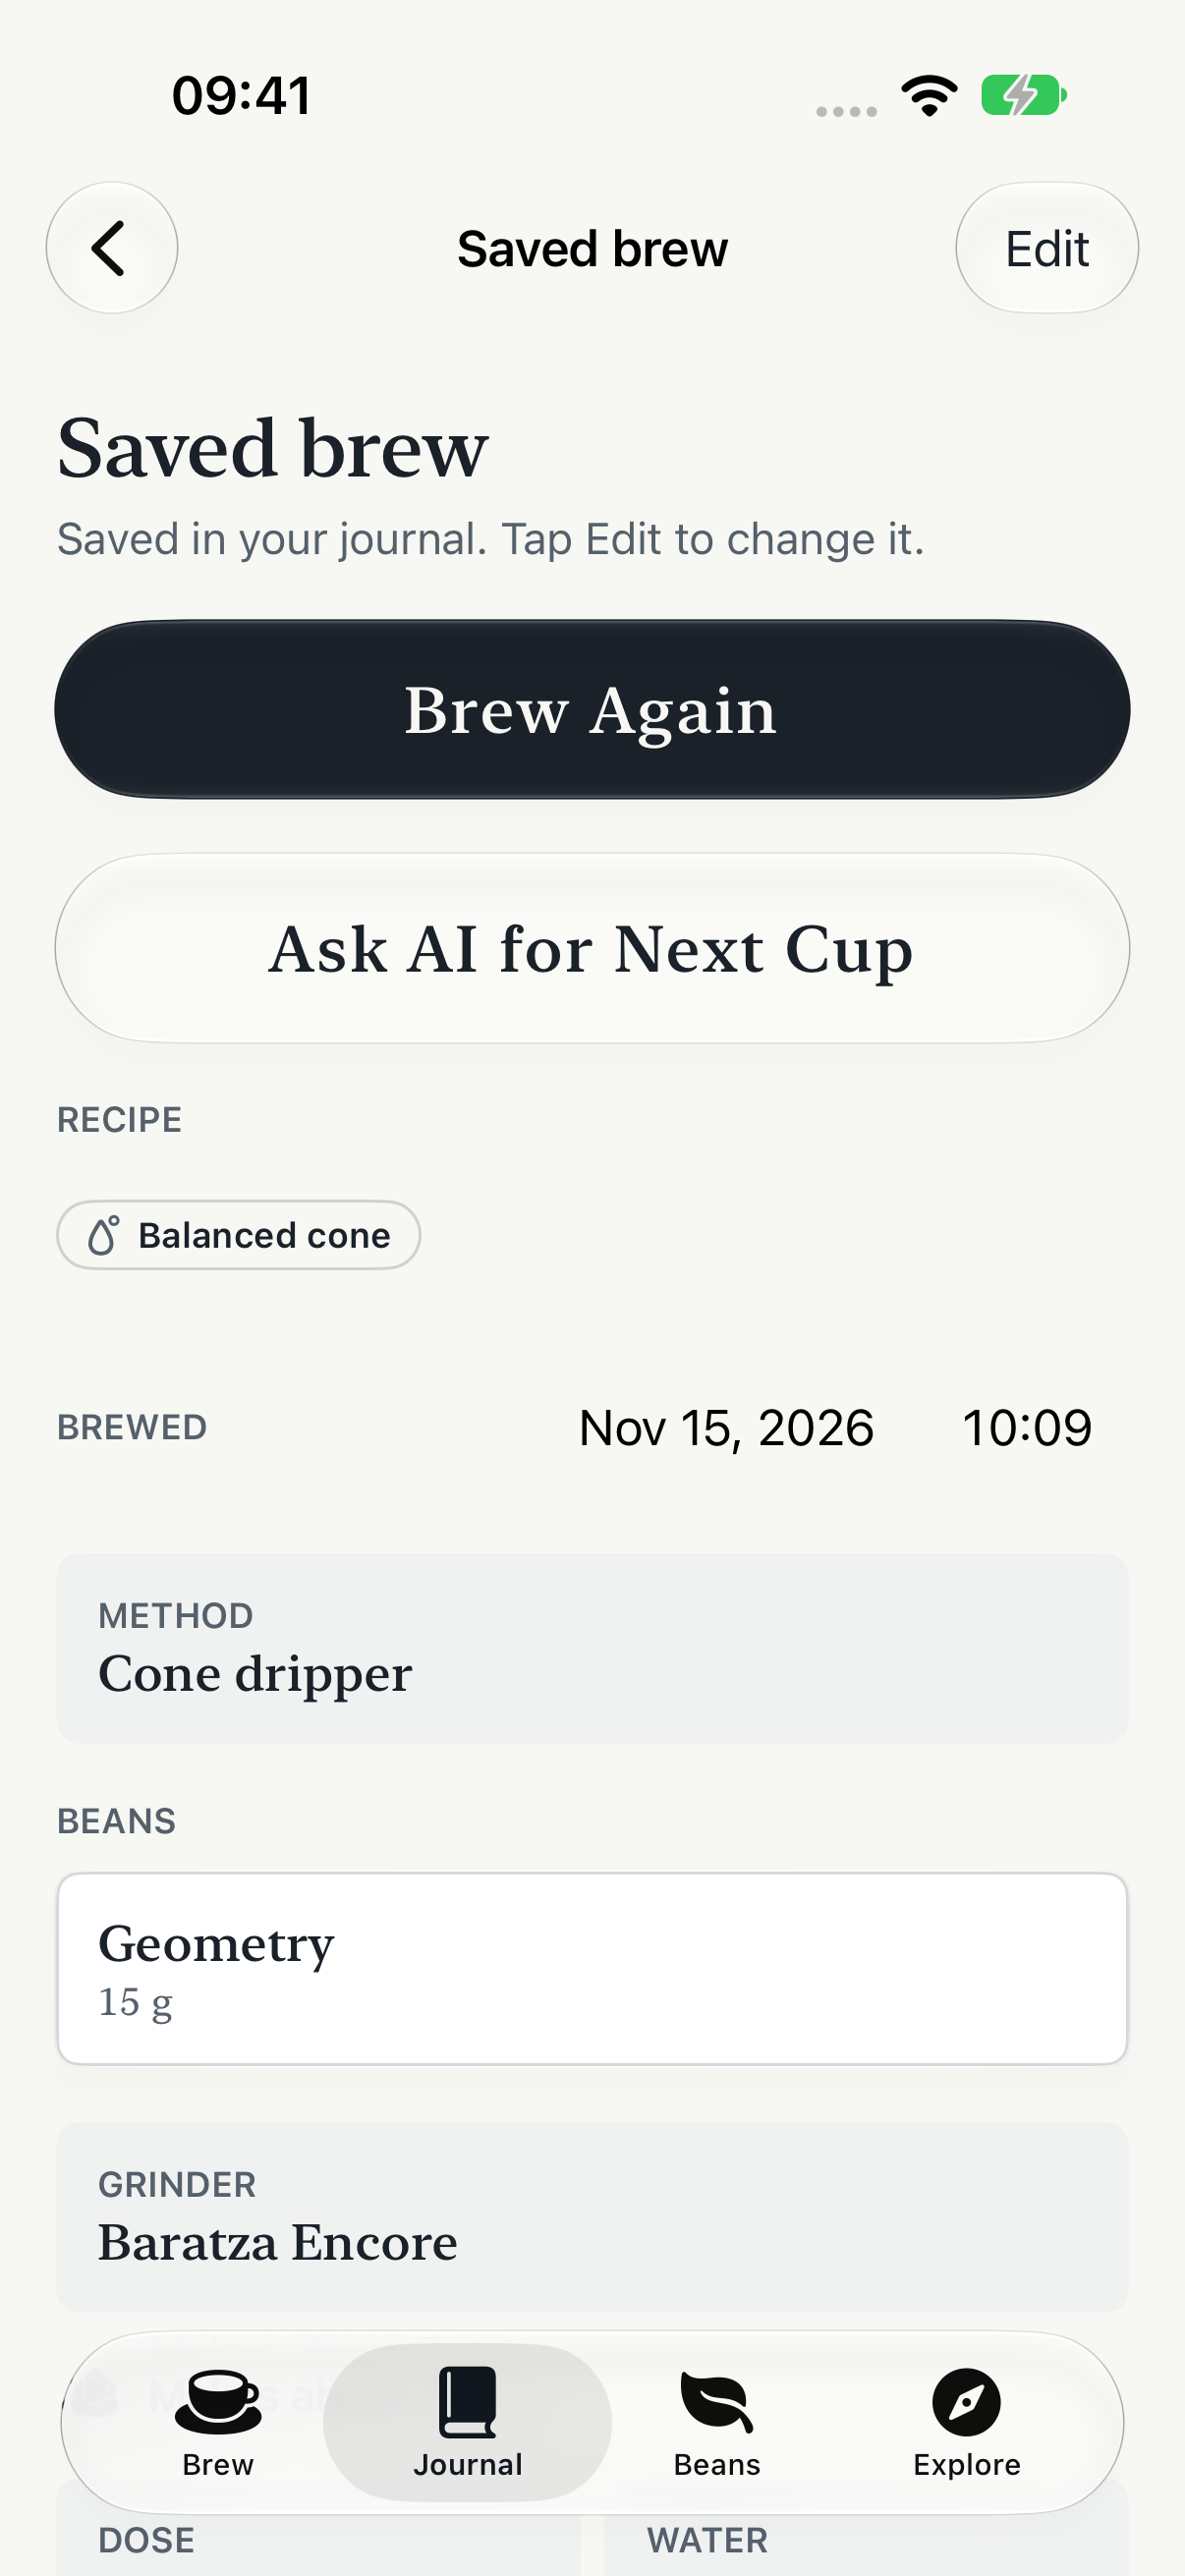 09:41
Saved brew
Edit
Saved brew
Saved in your journal. Tap Edit to change it.
Brew Again
Ask AI for Next Cup
RECIPE
Balanced cone
BREWED
Nov 15, 2026
10:09
METHOD
Cone dripper
BEANS
Geometry
15 g
GRINDER
Baratza Encore
Brew
Journal
Beans
Explore
DOSE
WATER